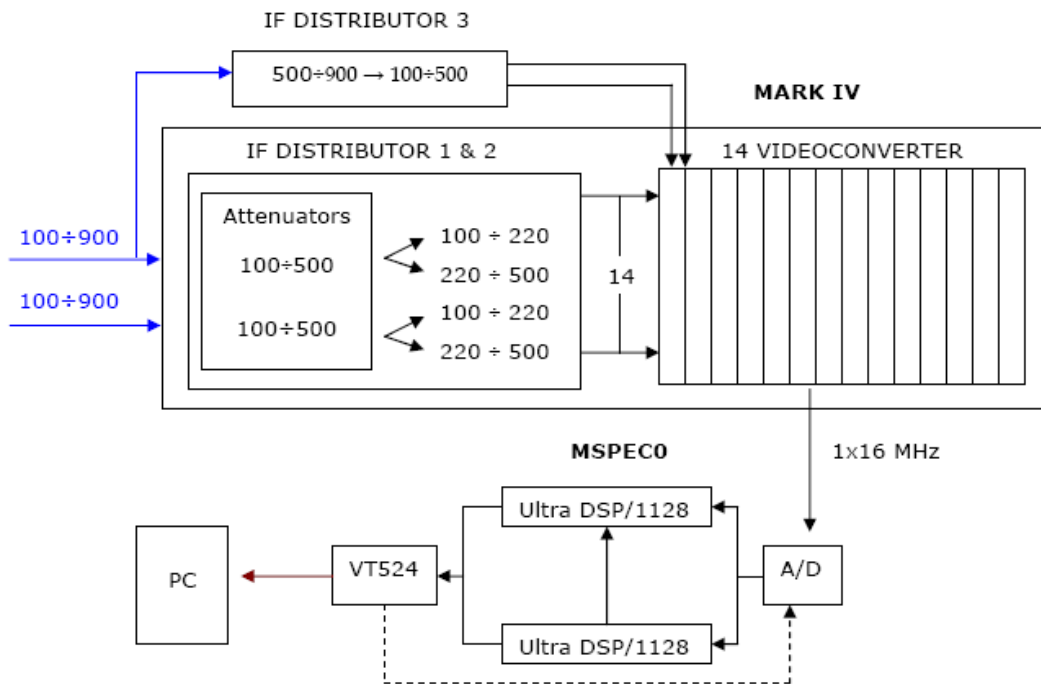 IF DISTRIBUTOR 3
500÷900 → 100÷500
MARK IV
IF DISTRIBUTOR 1 & 2
14 VIDEOCONVERTER
Attenuators
100÷500
100÷500
100 ÷ 220
220 ÷ 500
100 ÷ 220
220 ÷ 500
14
100÷900
100÷900
1x16 MHz
MSPEC0
Ultra DSP/1128
Ultra DSP/1128
A/D
VT524
PC